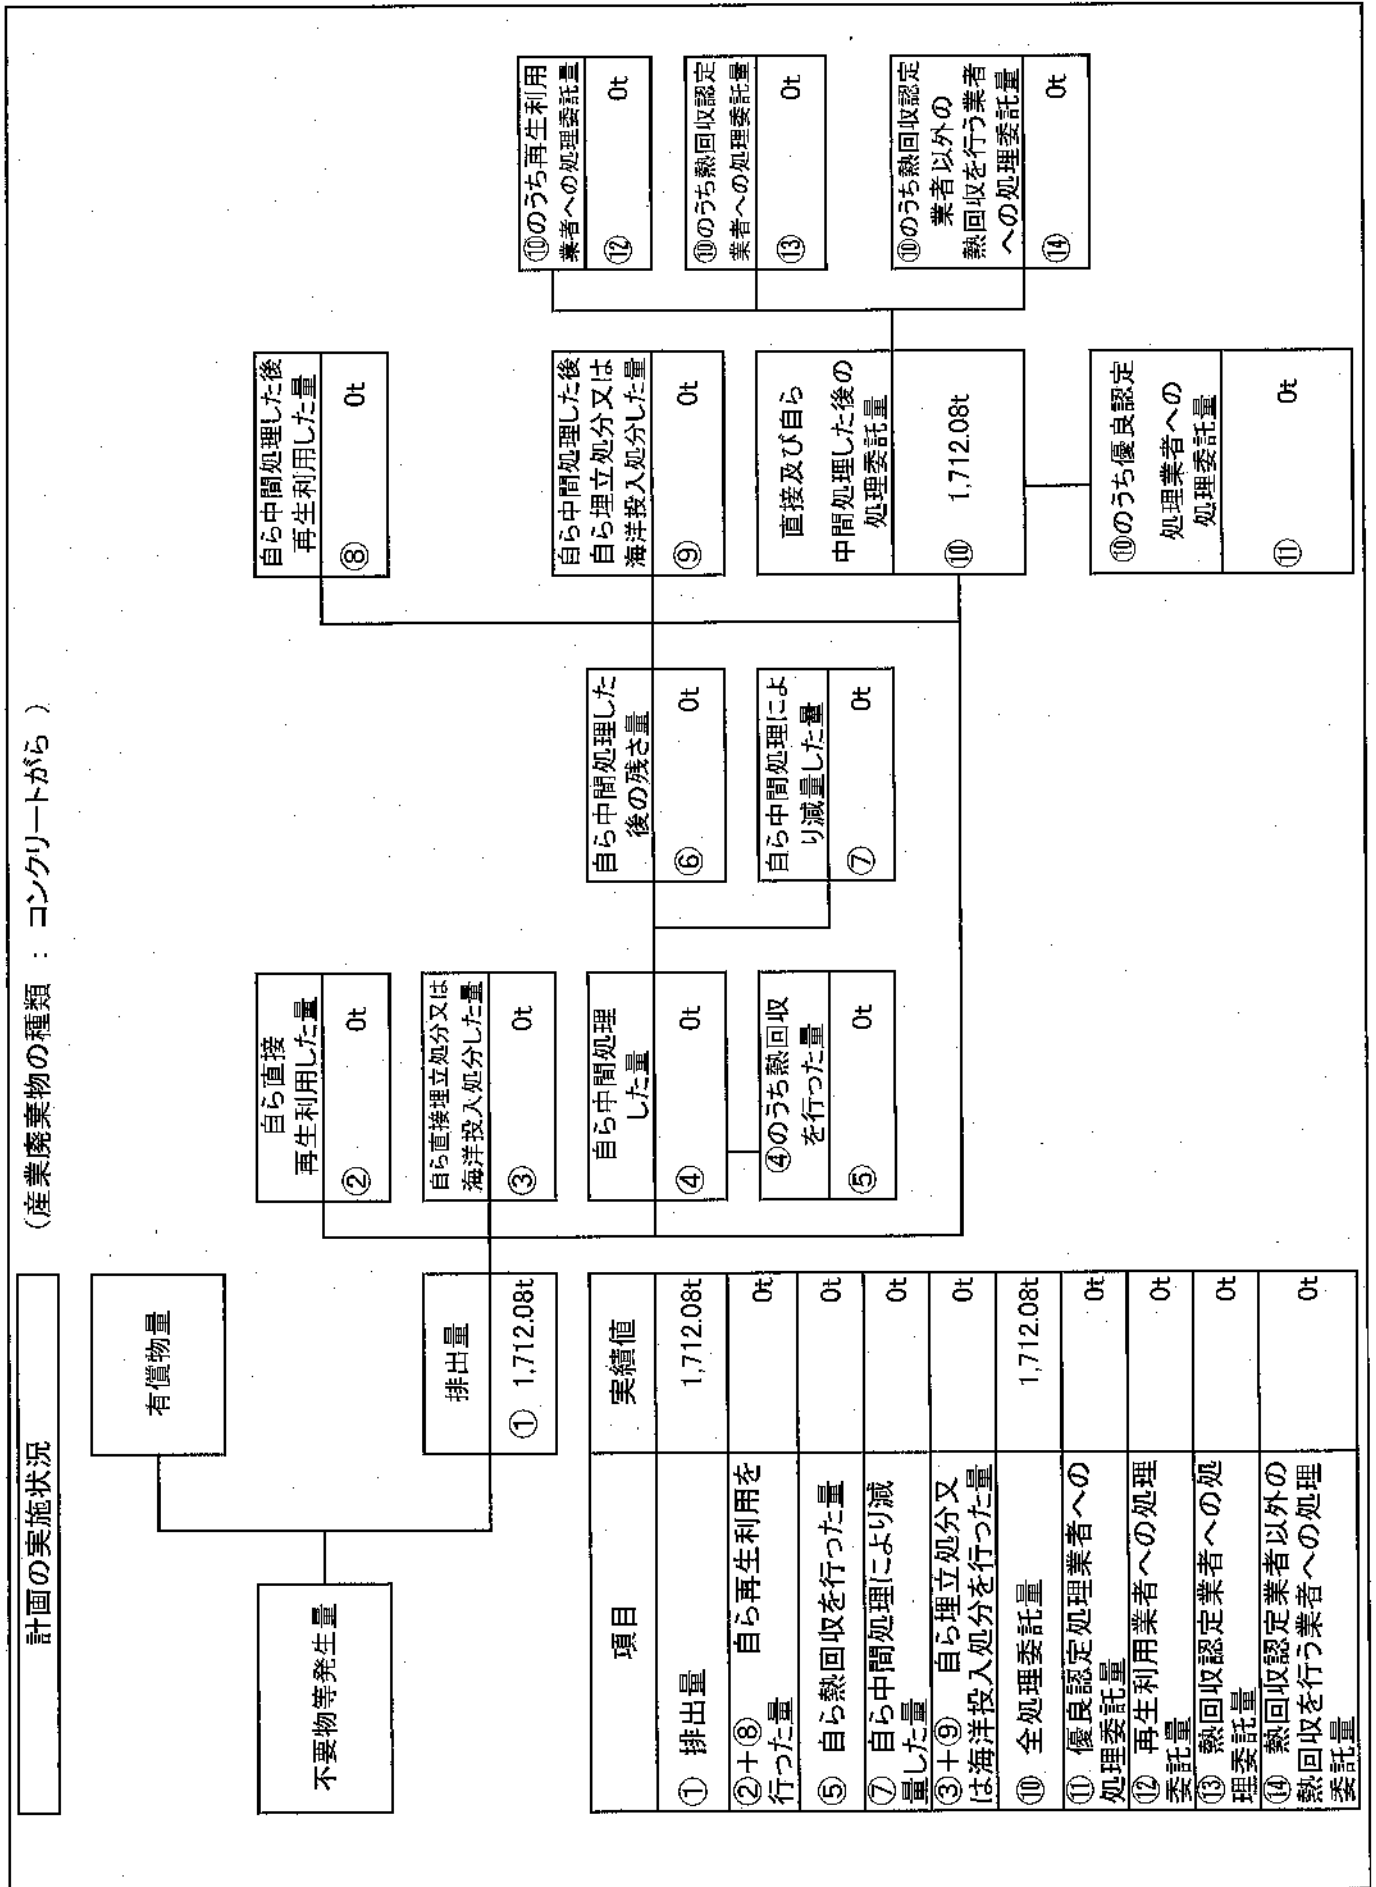 計画の実施状況
（産業廃棄物の種類 ： コンクリートがら ）
不要物等発生量
有償物量
排出量
① 1,712.08t
自ら直接
再生利用した量
② 0t
自ら直接埋立処分又は
海洋投入処分した量
③ 0t
自ら中間処理
した量
④ 0t
④のうち熱回収
を行った量
⑤ 0t
自ら中間処理した
後の残さ量
⑥ 0t
自ら中間処理によ
り減量した量
⑦ 0t
自ら中間処理した後
再生利用した量
⑧ 0t
自ら中間処理した後
自ら埋立処分又は
海洋投入処分した量
⑨ 0t
直接及び自ら
中間処理した後の
処理委託量
⑩ 1,712.08t
⑩のうち優良認定
処理業者への
処理委託量
⑪ 0t
⑩のうち再生利用
業者への処理委託量
⑫ 0t
⑩のうち熱回収認定
業者への処理委託量
⑬ 0t
⑩のうち熱回収認定
業者以外の
熱回収を行う業者
への処理委託量
⑭ 0t
項目 実績値
① 排出量 1,712.08t
②＋⑧ 自ら再生利用を
行った量 0t
⑤ 自ら熱回収を行った量 0t
⑦ 自ら中間処理により減
量した量 0t
③＋⑨ 自ら埋立処分又
は海洋投入処分を行った量 0t
⑩ 全処理委託量 1,712.08t
⑪ 優良認定処理業者への
処理委託量 0t
⑫ 再生利用業者への処理
委託量 0t
⑬ 熱回収認定業者への処
理委託量 0t
⑭ 熱回収認定業者以外の
熱回収を行う業者への処理
委託量 0t